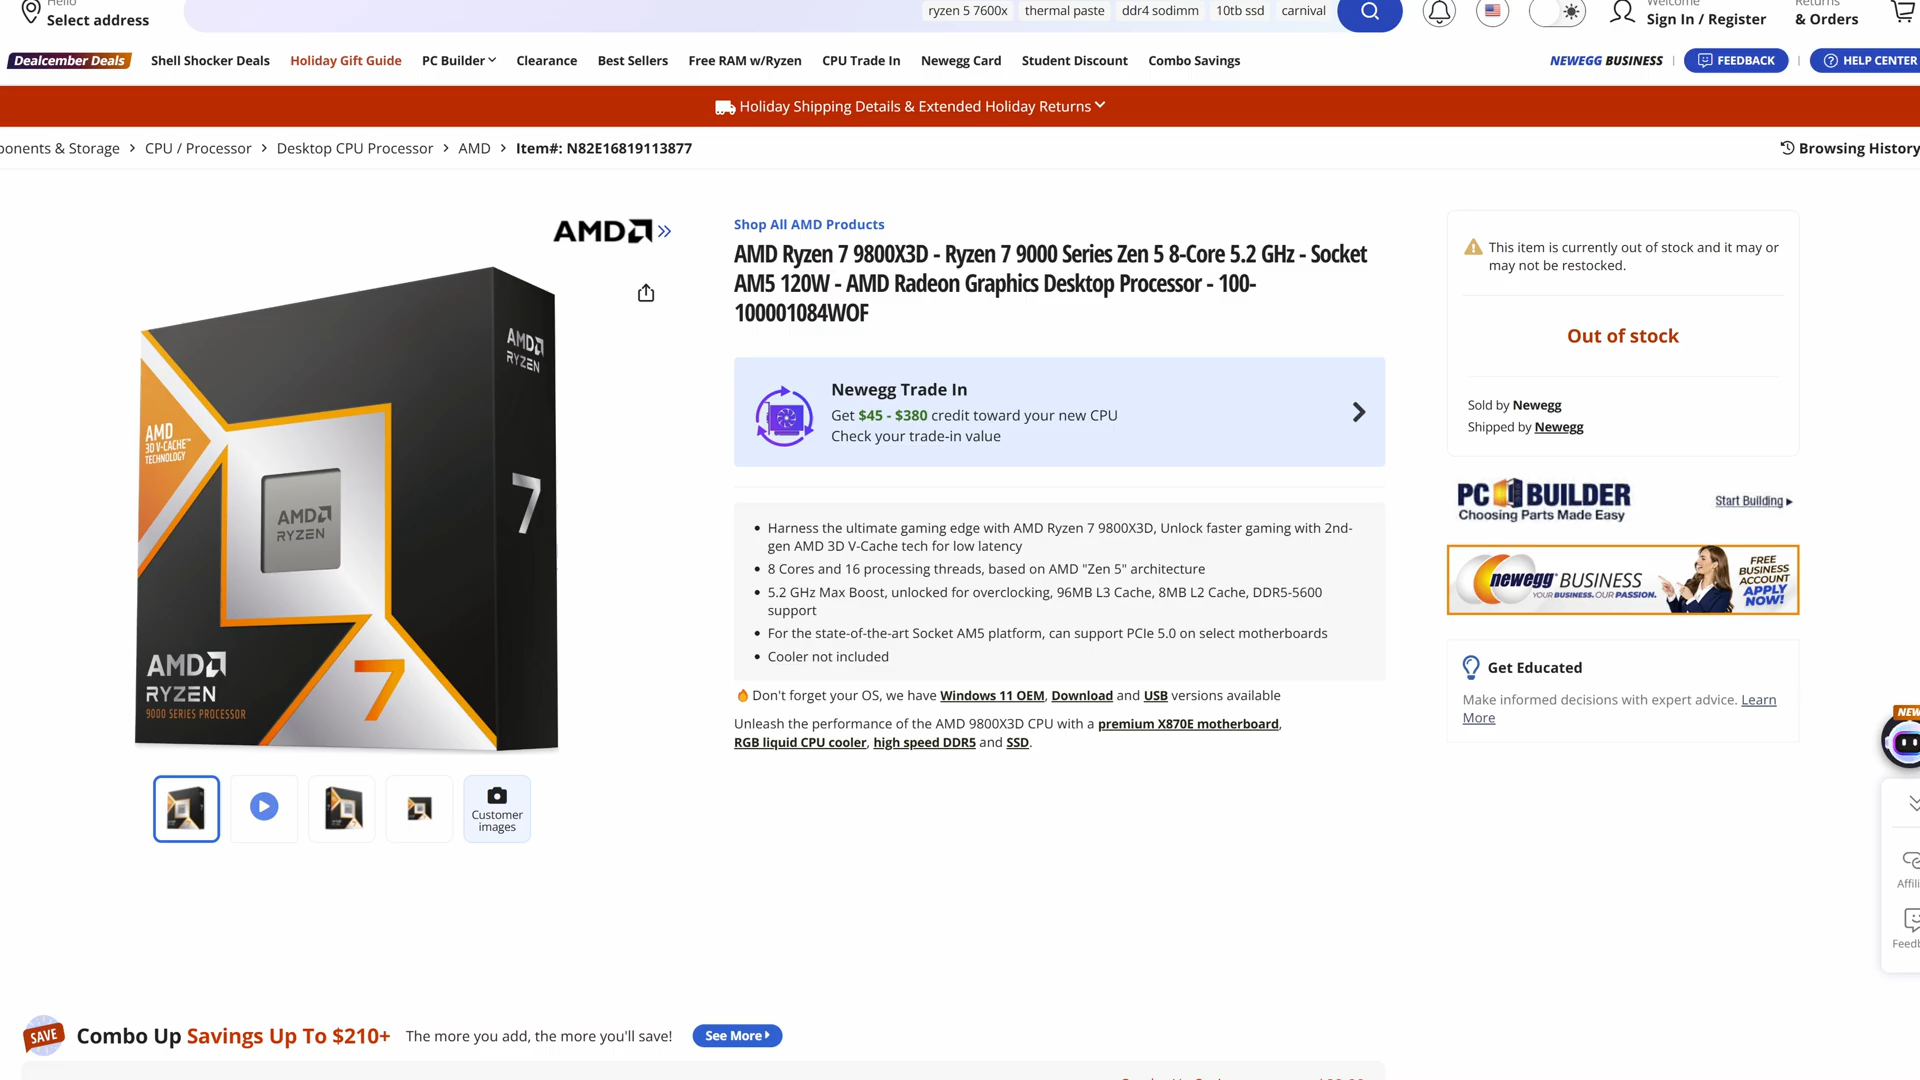 Hello
Select address
ryzen 5 7600x
thermal paste
ddr4 sodimm
10tb ssd
carnival
Welcome
Sign In / Register
Returns
& Orders
Dealcember Deals
Shell Shocker Deals
Holiday Gift Guide
PC Builder
Clearance
Best Sellers
Free RAM w/Ryzen
CPU Trade In
Newegg Card
Student Discount
Combo Savings
NEWEGG BUSINESS
FEEDBACK
HELP CENTER
Holiday Shipping Details & Extended Holiday Returns
ponents & Storage
CPU / Processor
Desktop CPU Processor
AMD
Item#: N82E16819113877
Browsing History
AMD
AMD
RYZEN
7
AMD
3D V-CACHE™
TECHNOLOGY
AMD
RYZEN
AMD
RYZEN
9000 SERIES PROCESSOR
7
Customer
images
Shop All AMD Products
AMD Ryzen 7 9800X3D - Ryzen 7 9000 Series Zen 5 8-Core 5.2 GHz - Socket
AM5 120W - AMD Radeon Graphics Desktop Processor - 100-
100001084WOF
Newegg Trade In
Get $45 - $380 credit toward your new CPU
Check your trade-in value
• Harness the ultimate gaming edge with AMD Ryzen 7 9800X3D, Unlock faster gaming with 2nd-
gen AMD 3D V-Cache tech for low latency
• 8 Cores and 16 processing threads, based on AMD "Zen 5" architecture
• 5.2 GHz Max Boost, unlocked for overclocking, 96MB L3 Cache, 8MB L2 Cache, DDR5-5600
support
• For the state-of-the-art Socket AM5 platform, can support PCIe 5.0 on select motherboards
• Cooler not included
Don't forget your OS, we have Windows 11 OEM, Download and USB versions available
Unleash the performance of the AMD 9800X3D CPU with a premium X870E motherboard,
RGB liquid CPU cooler, high speed DDR5 and SSD.
This item is currently out of stock and it may or
may not be restocked.
Out of stock
Sold by Newegg
Shipped by Newegg
PC BUILDER
Choosing Parts Made Easy
Start Building
newegg BUSINESS
YOUR BUSINESS. OUR PASSION.
FREE
BUSINESS
ACCOUNT
APPLY
NOW!
Get Educated
Make informed decisions with expert advice. Learn
More
NEW
Affili
Feedb
SAVE
Combo Up Savings Up To $210+
The more you add, the more you'll save!
See More